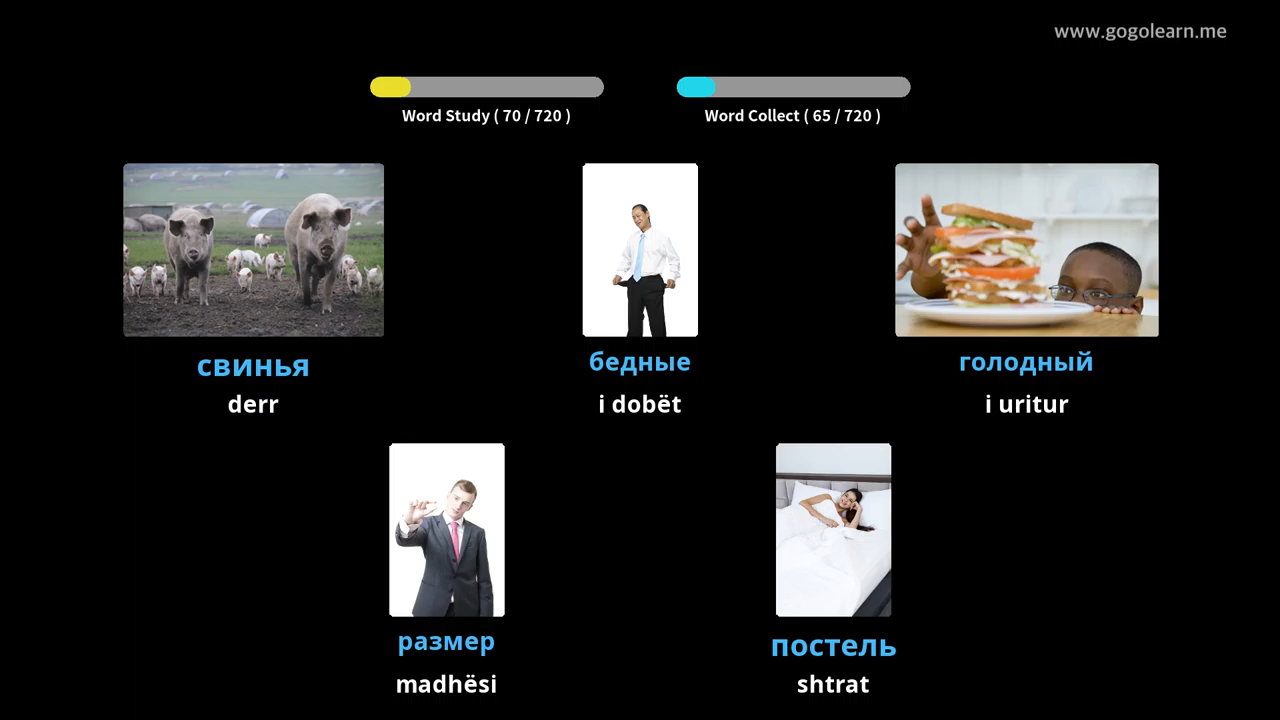 www.gogolearn.me
Word Study ( 70 / 720 )
Word Collect ( 65 / 720 )
свинья
derr
бедные
i dobët
голодный
i uritur
размер
madhësi
постель
shtrat